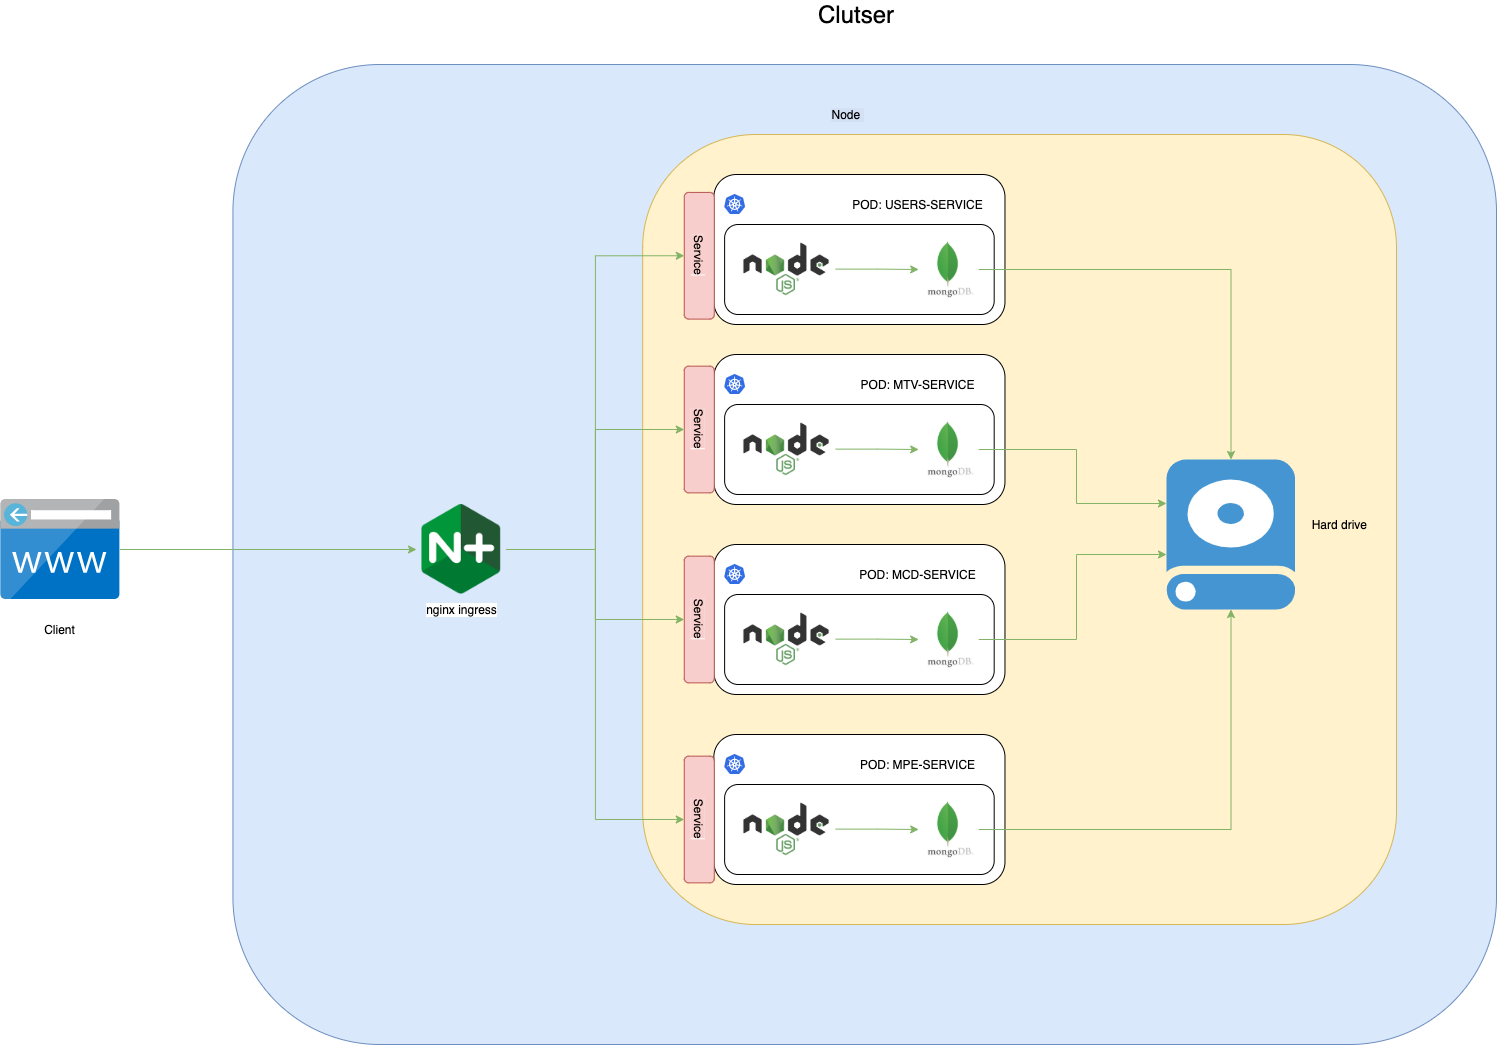 Clutser
Node
POD: USERS-SERVICE
Service
node
JS
mongoDB.
POD: MTV-SERVICE
Service
node
JS
mongoDB.
WWW
Client
N+
nginx ingress
Hard drive
POD: MCD-SERVICE
Service
node
JS
mongoDB.
POD: MPE-SERVICE
Service
node
JS
mongoDB.